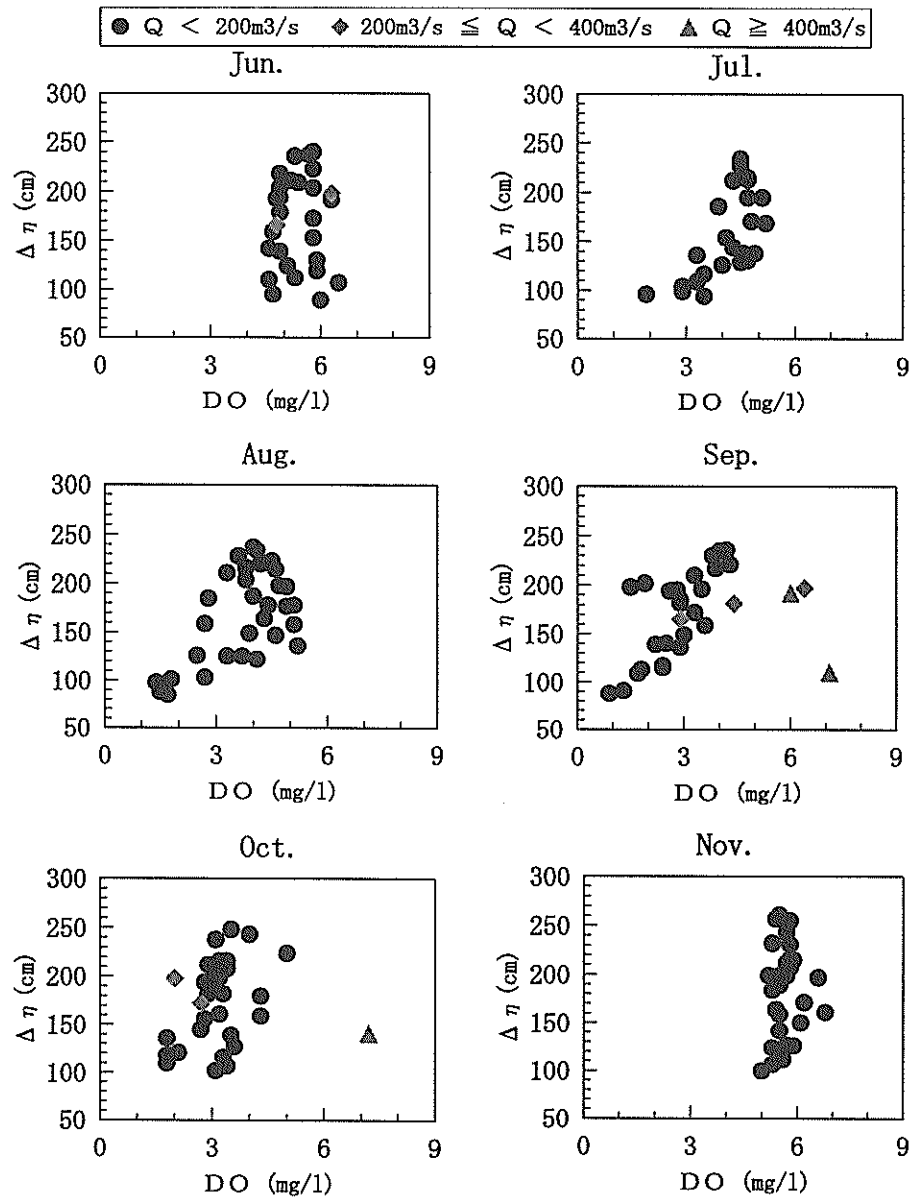 ● Q < 200m3/s ◆ 200m3/s ≦ Q < 400m3/s ▲ Q ≧ 400m3/s
Jun.
300
250
200
150
100
50
Δη (cm)
0 3 6 9
DO (mg/l)
Jul.
300
250
200
150
100
50
Δη (cm)
0 3 6 9
DO (mg/l)
Aug.
300
250
200
150
100
50
Δη (cm)
0 3 6 9
DO (mg/l)
Sep.
300
250
200
150
100
50
Δη (cm)
0 3 6 9
DO (mg/l)
Oct.
300
250
200
150
100
50
Δη (cm)
0 3 6 9
DO (mg/l)
Nov.
300
250
200
150
100
50
Δη (cm)
0 3 6 9
DO (mg/l)